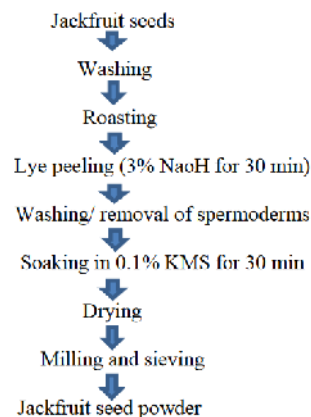 Jackfruit seeds
Washing
Roasting
Lye peeling (3% NaoH for 30 min)
Washing/ removal of spermoderms
Soaking in 0.1% KMS for 30 min
Drying
Milling and sieving
Jackfruit seed powder